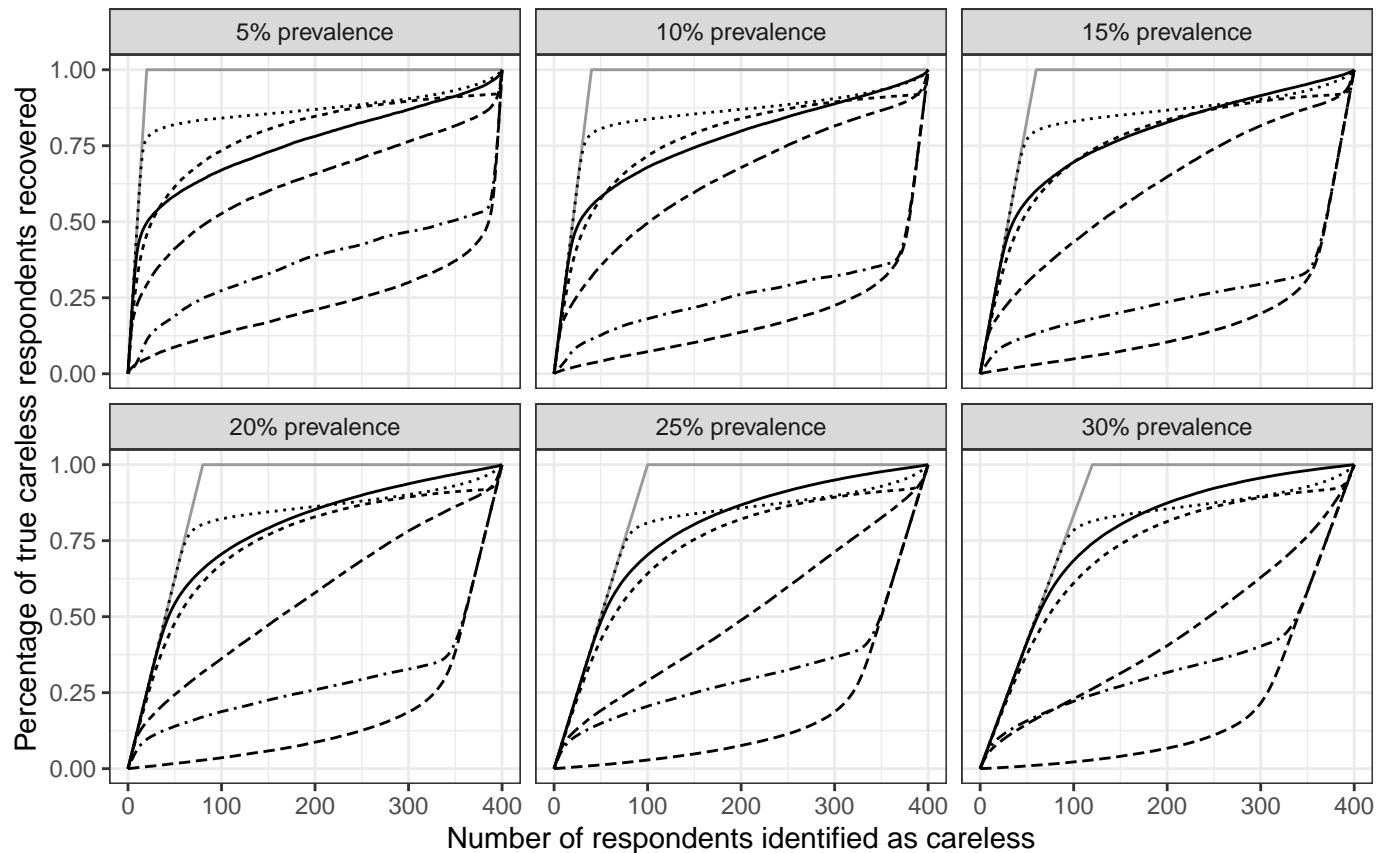 5% prevalence 10% prevalence 15% prevalence
1.00
0.75
0.50
0.25
0.00
20% prevalence 25% prevalence 30% prevalence
1.00
0.75
0.50
0.25
0.00
0 100 200 300 400 0 100 200 300 400 0 100 200 300 400
Number of respondents identified as careless
Percentage of true careless respondents recovered